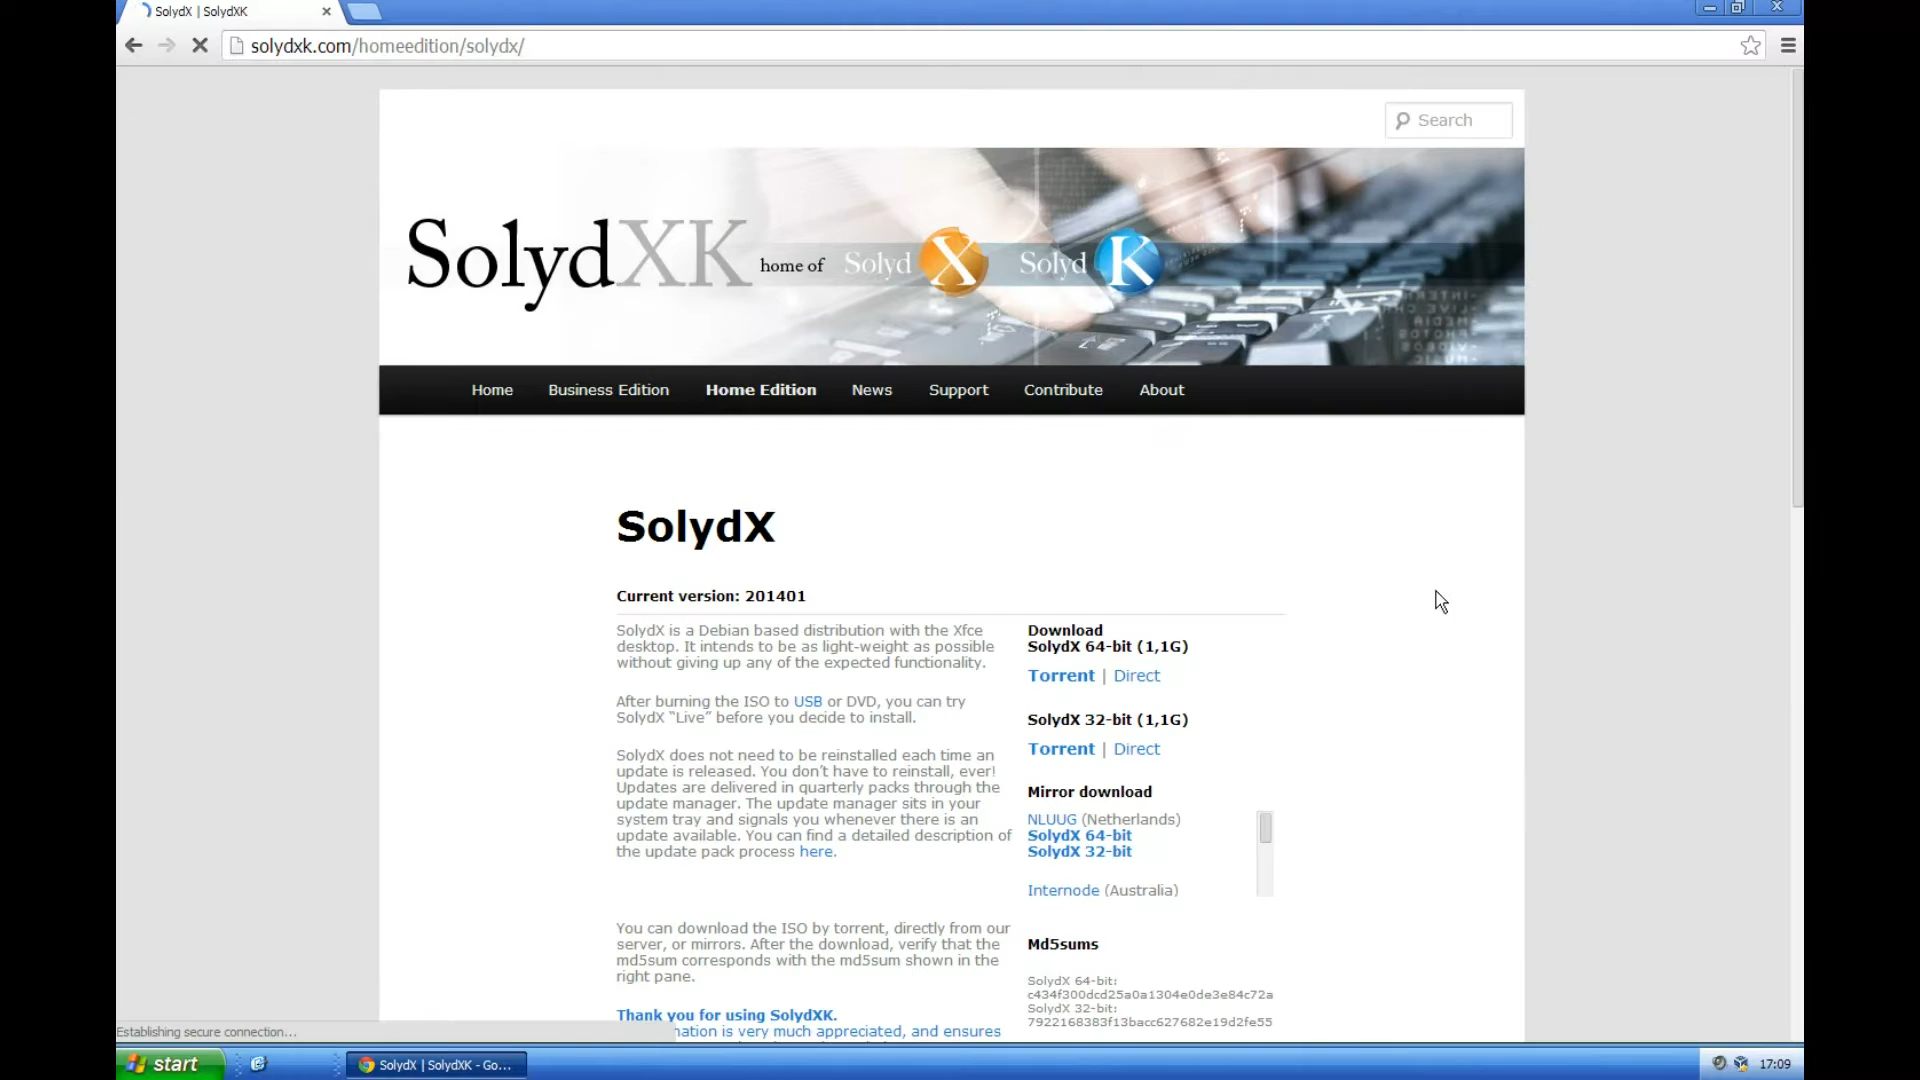 SolydX | SolydXK
solydxk.com/homeedition/solydx/
Search
SolydXK home of Solyd X Solyd K
Home Business Edition Home Edition News Support Contribute About
SolydX
Current version: 201401
SolydX is a Debian based distribution with the Xfce
desktop. It intends to be as light-weight as possible
without giving up any of the expected functionality.
After burning the ISO to USB or DVD, you can try
SolydX “Live” before you decide to install.
SolydX does not need to be reinstalled each time an
update is released. You don’t have to reinstall, ever!
Updates are delivered in quarterly packs through the
update manager. The update manager sits in your
system tray and signals you whenever there is an
update available. You can find a detailed description of
the update pack process here.
You can download the ISO by torrent, directly from our
server, or mirrors. After the download, verify that the
md5sum corresponds with the md5sum shown in the
right pane.
Thank you for using SolydXK.
mation is very much appreciated, and ensures
Download
SolydX 64-bit (1,1G)
Torrent | Direct
SolydX 32-bit (1,1G)
Torrent | Direct
Mirror download
NLUUG (Netherlands)
SolydX 64-bit
SolydX 32-bit
Internode (Australia)
Md5sums
SolydX 64-bit:
c434f300dcd25a0a1304e0de3e84c72a
SolydX 32-bit:
7922168383f13bacc627682e19d2fe55
Establishing secure connection...
start
SolydX | SolydXK - Go...
17:09